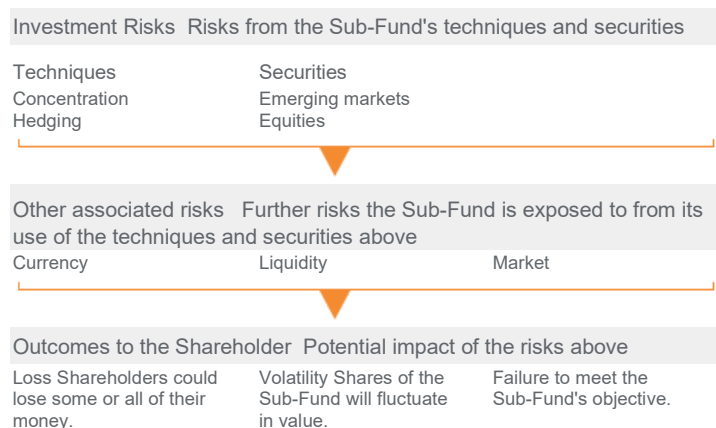 Investment Risks Risks from the Sub-Fund's techniques and securities
Techniques Securities
Concentration Emerging markets
Hedging Equities
Other associated risks Further risks the Sub-Fund is exposed to from its
use of the techniques and securities above
Currency Liquidity Market
Outcomes to the Shareholder Potential impact of the risks above
Loss Shareholders could
lose some or all of their
money.
Volatility Shares of the
Sub-Fund will fluctuate
in value.
Failure to meet the
Sub-Fund's objective.